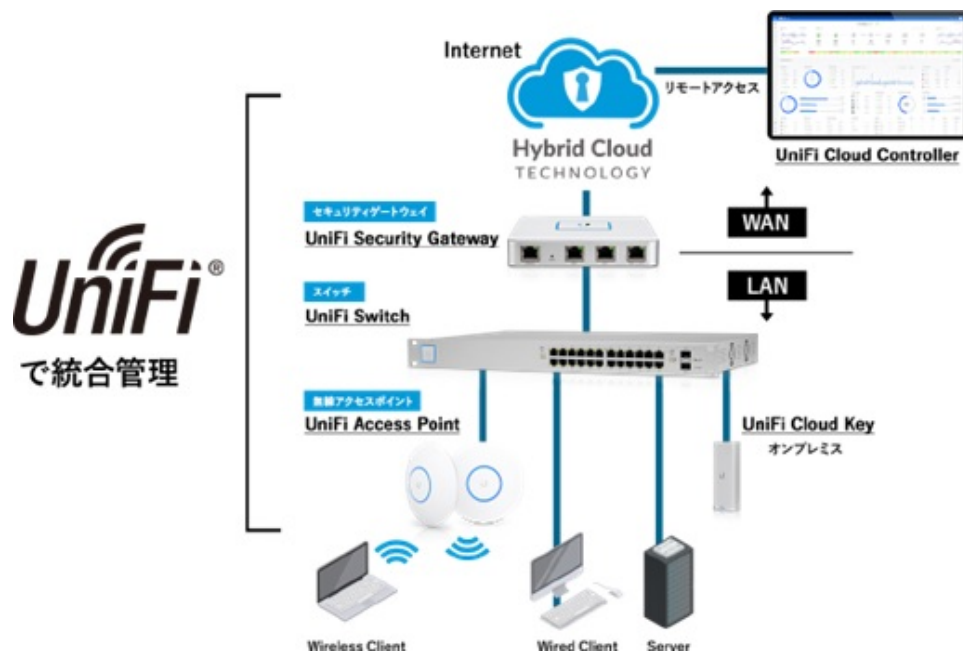 Internet
リモートアクセス
Hybrid Cloud
TECHNOLOGY
UniFi Cloud Controller
セキュリティゲートウェイ
UniFi Security Gateway
WAN
LAN
スイッチ
UniFi Switch
UniFi®
で統合管理
無線アクセスポイント
UniFi Access Point
UniFi Cloud Key
オンプレミス
Wireless Client
Wired Client
Server